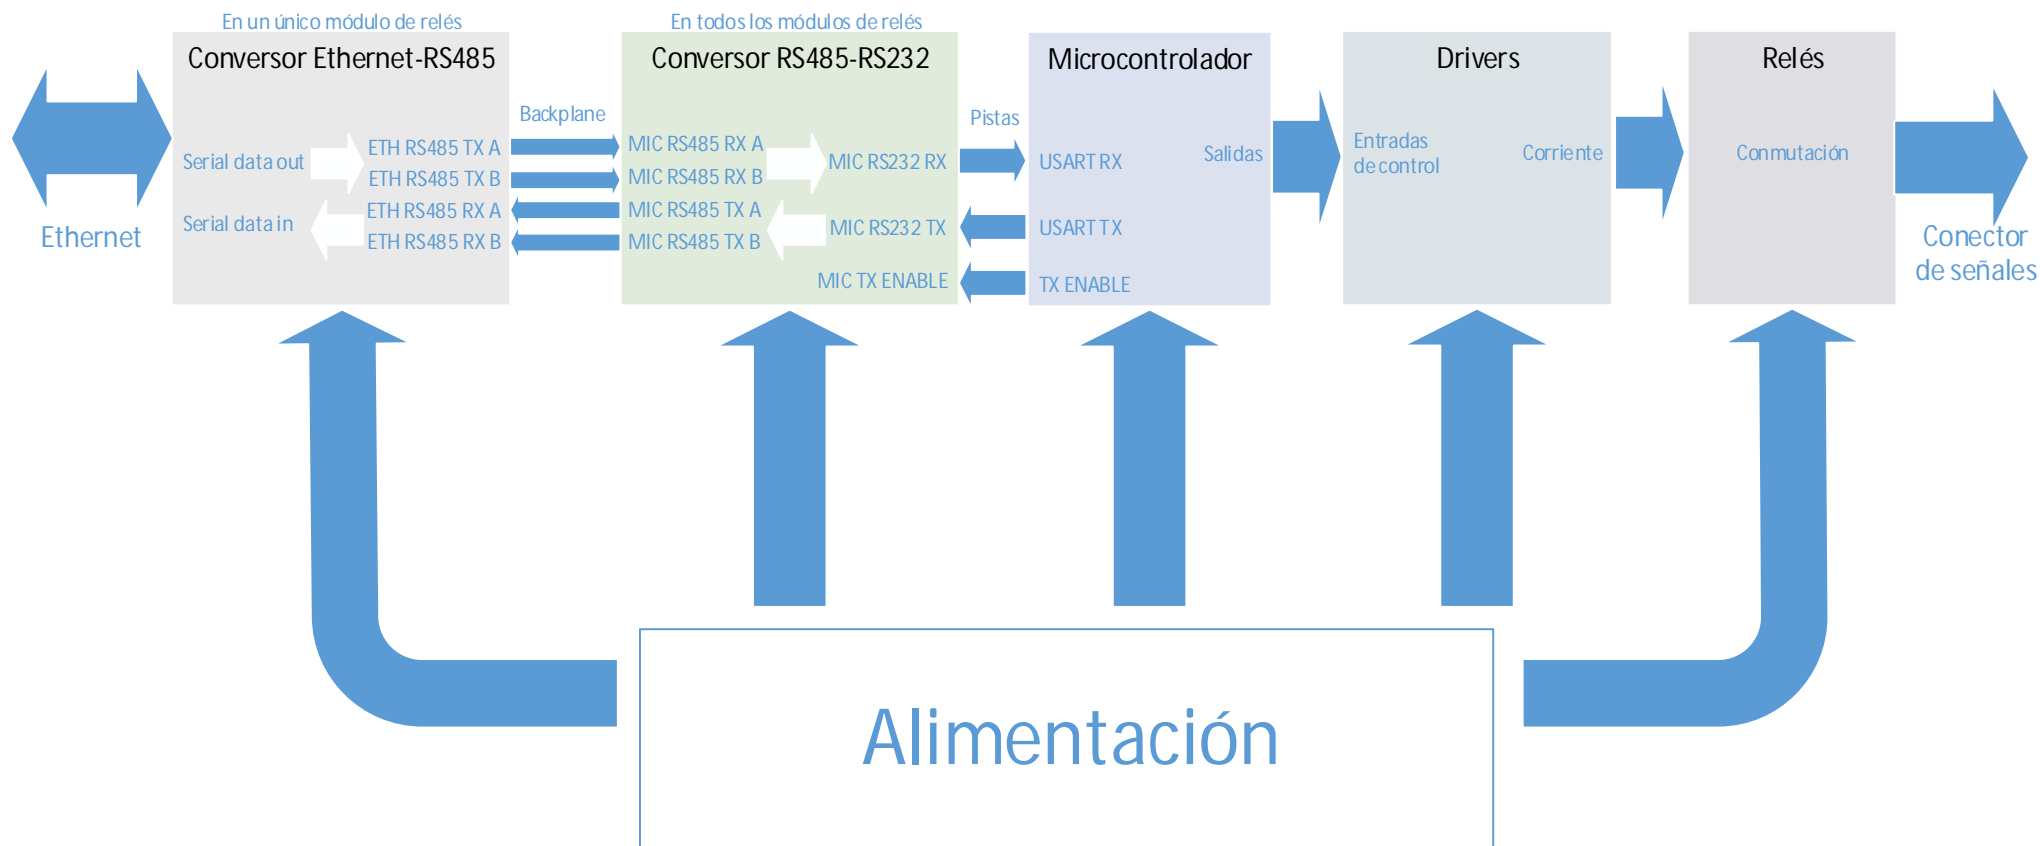 En un único módulo de relés
En todos los módulos de relés
Conversor Ethernet-RS485
Conversor RS485-RS232
Microcontrolador
Drivers
Relés
Backplane
Pistas
Serial data out
ETH RS485 TX A
ETH RS485 TX B
Serial data in
ETH RS485 RX A
ETH RS485 RX B
MIC RS485 RX A
MIC RS485 RX B
MIC RS485 TX A
MIC RS485 TX B
MIC RS232 RX
MIC RS232 TX
MIC TX ENABLE
USART RX
USART TX
TX ENABLE
Salidas
Entradas
de control
Corriente
Conmutación
Ethernet
Conector
de señales
Alimentación